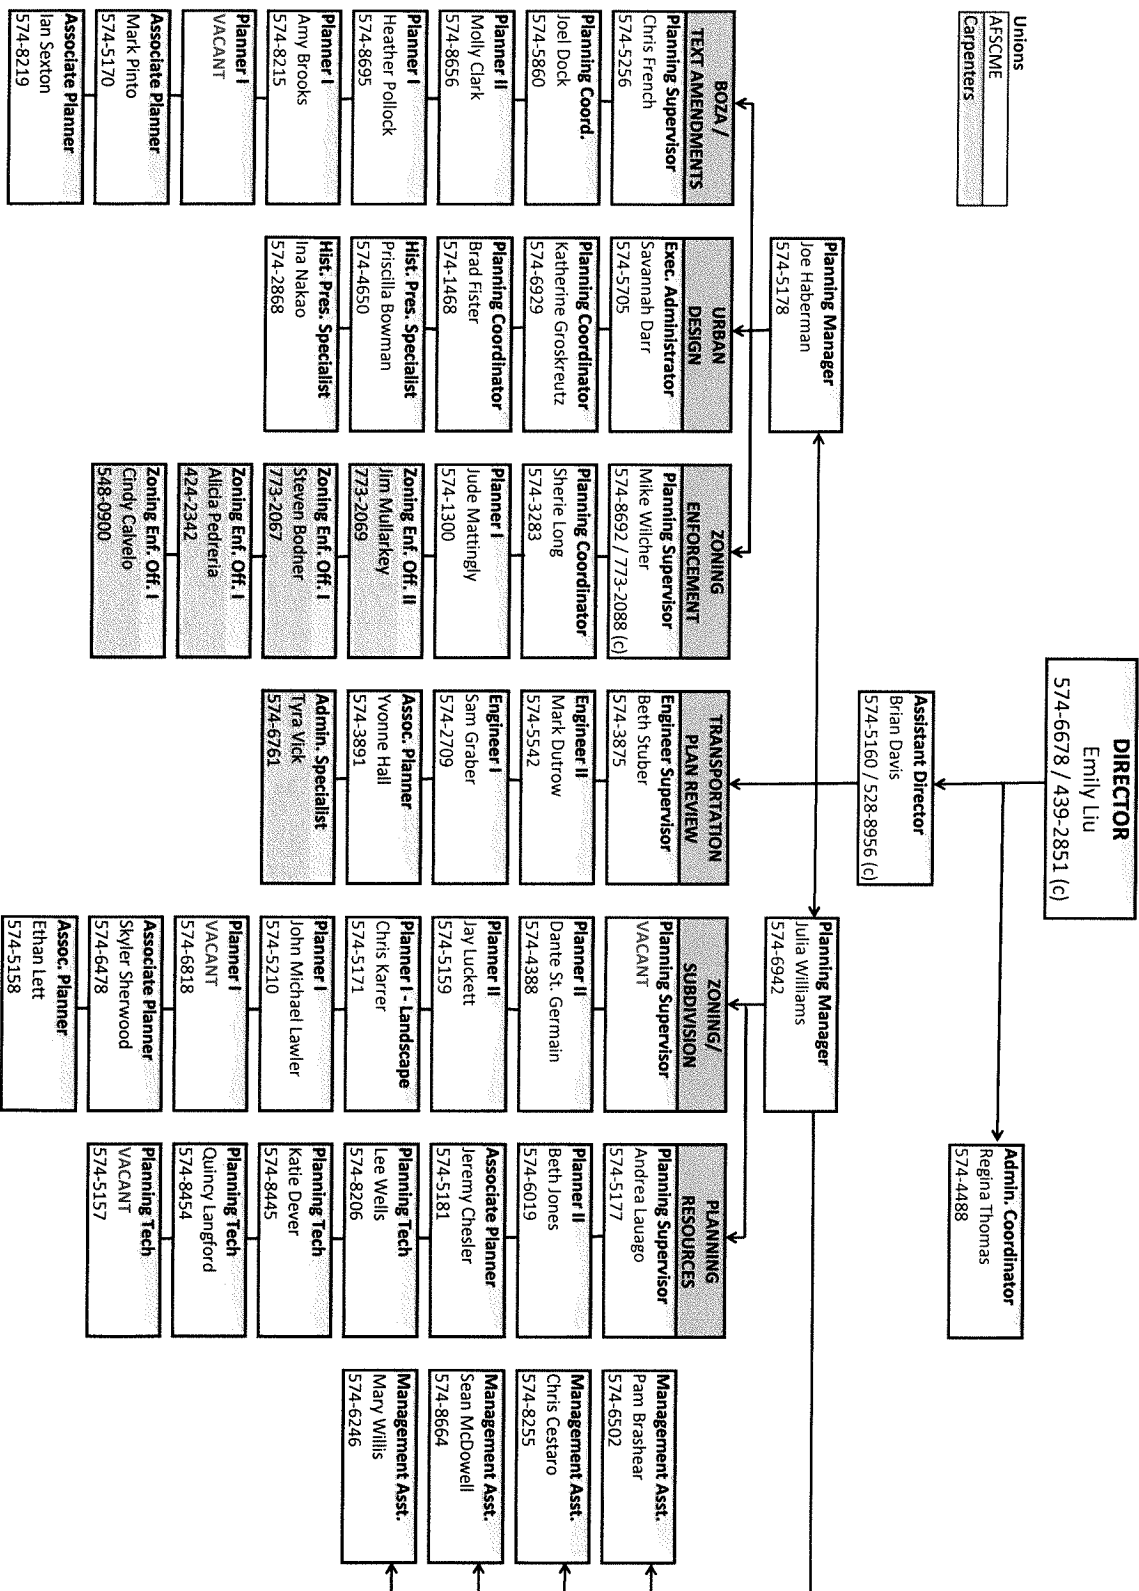 Unions
AFSCME
Carpenters
DIRECTOR
Emily Liu
574-6678 / 439-2851 (c)
Admin. Coordinator
Regina Thomas
574-4488
Assistant Director
Brian Davis
574-5160 / 528-8956 (c)
Planning Manager
Joe Haberman
574-5178
Planning Manager
Julia Williams
574-6942
BOZA /
TEXT AMENDMENTS
Planning Supervisor
Chris French
574-5256
Planning Coord.
Joel Dock
574-5860
Planner II
Molly Clark
574-8656
Planner I
Heather Pollock
574-8695
Planner I
Amy Brooks
574-8215
Planner I
VACANT
Associate Planner
Mark Pinto
574-5170
Associate Planner
Ian Sexton
574-8219
URBAN
DESIGN
Exec. Administrator
Savannah Darr
574-5705
Planning Coordinator
Katherine Groskreutz
574-6929
Planning Coordinator
Brad Fister
574-1468
Hist. Pres. Specialist
Priscilla Bowman
574-4650
Hist. Pres. Specialist
Ina Nakao
574-2868
ZONING
ENFORCEMENT
Planning Supervisor
Mike Wilcher
574-8692 / 773-2088 (c)
Planning Coordinator
Sherie Long
574-3283
Planner I
Jude Mattingly
574-1300
Zoning Enf. Off. II
Jim Mullarkey
773-2069
Zoning Enf. Off. I
Steven Bodner
773-2067
Zoning Enf. Off. I
Alicia Pedreria
424-2342
Zoning Enf. Off. I
Cindy Calvelo
548-0900
TRANSPORTATION
PLAN REVIEW
Engineer Supervisor
Beth Stuber
574-3875
Engineer II
Mark Dutrow
574-5542
Engineer I
Sam Graber
574-2709
Assoc. Planner
Yvonne Hall
574-3891
Admin. Specialist
Tyra Vick
574-6761
ZONING/
SUBDIVISION
Planning Supervisor
VACANT
Planner II
Dante St. Germain
574-4388
Planner II
Jay Luckett
574-5159
Planner I - Landscape
Chris Karrer
574-5171
Planner I
John Michael Lawler
574-5210
Planner I
VACANT
574-6818
Associate Planner
Skyler Sherwood
574-6478
Assoc. Planner
Ethan Lett
574-5158
PLANNING
RESOURCES
Planning Supervisor
Andrea Lauago
574-5177
Planner II
Beth Jones
574-6019
Associate Planner
Jeremy Chesler
574-5181
Planning Tech
Lee Wells
574-8206
Planning Tech
Katie Dever
574-8445
Planning Tech
Quincy Langford
574-8454
Planning Tech
VACANT
574-5157
Management Asst.
Pam Brashear
574-6502
Management Asst.
Chris Cestaro
574-8255
Management Asst.
Sean McDowell
574-8664
Management Asst.
Mary Willis
574-6246